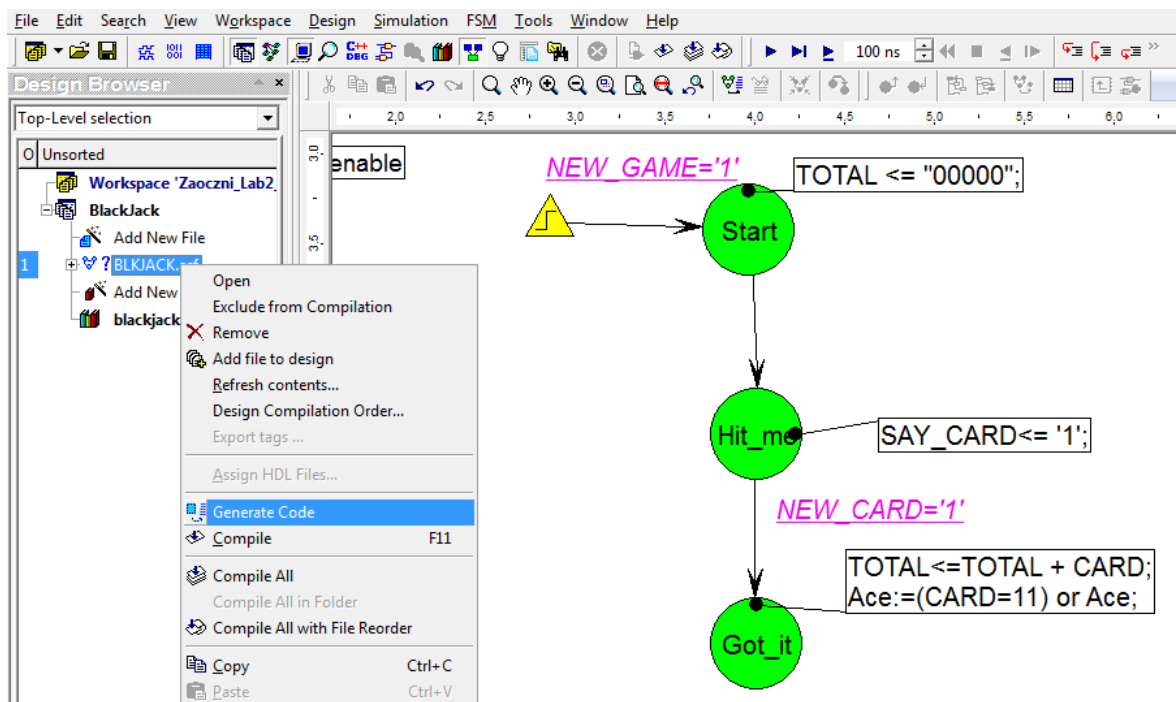 File Edit Search View Workspace Design Simulation FSM Tools Window Help
100 ns
Design Browser
Top-Level selection
O Unsorted
Workspace 'Zaoczni_Lab2_
BlackJack
Add New File
1 ? BLKJACK.asf
Add New
blackjack
Open
Exclude from Compilation
Remove
Add file to design
Refresh contents...
Design Compilation Order...
Export tags ...
Assign HDL Files...
Generate Code
Compile F11
Compile All
Compile All in Folder
Compile All with File Reorder
Copy Ctrl+C
Paste Ctrl+V
2,0 2,5 3,0 3,5 4,0 4,5 5,0 5,5 6,0
3,0
3,5
enable
NEW_GAME='1'
TOTAL <= "00000";
Start
Hit_me
SAY_CARD<= '1';
NEW_CARD='1'
TOTAL<=TOTAL + CARD;
Ace:=(CARD=11) or Ace;
Got_it